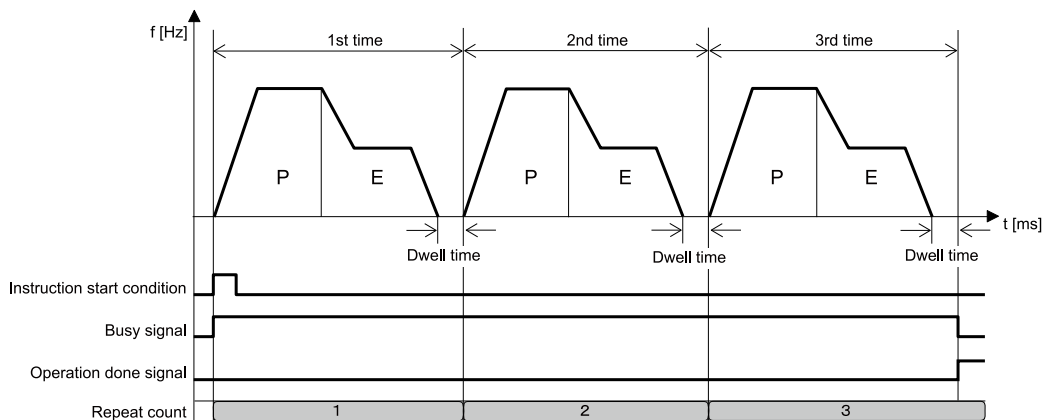 f [Hz]
1st time
2nd time
3rd time
P
E
P
E
P
E
t [ms]
Dwell time
Dwell time
Dwell time
Instruction start condition
Busy signal
Operation done signal
Repeat count
1
2
3